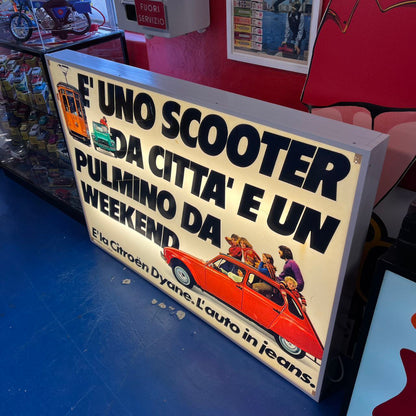 FUORI
SERVIZIO
E' UNO SCOOTER
DA CITTA' E UN
PULMINO DA
WEEKEND
E' la Citroën Dyane. L'auto in jeans.